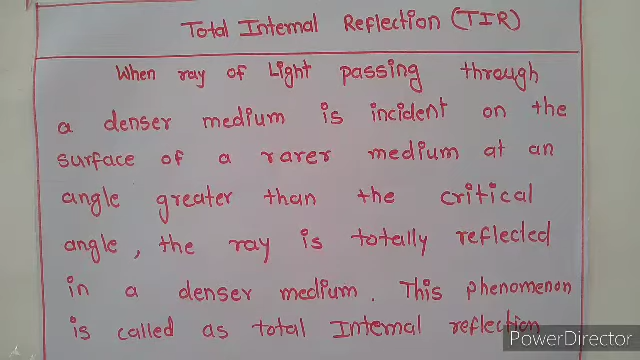 Total Internal Reflection (TIR)
When ray of Light passing through
a denser medium is incident on the
surface of a rarer medium at an
angle greater than the critical
angle, the ray is totally reflected
in a denser medium. This phenomenon
is called as total Internal reflection
PowerDirector